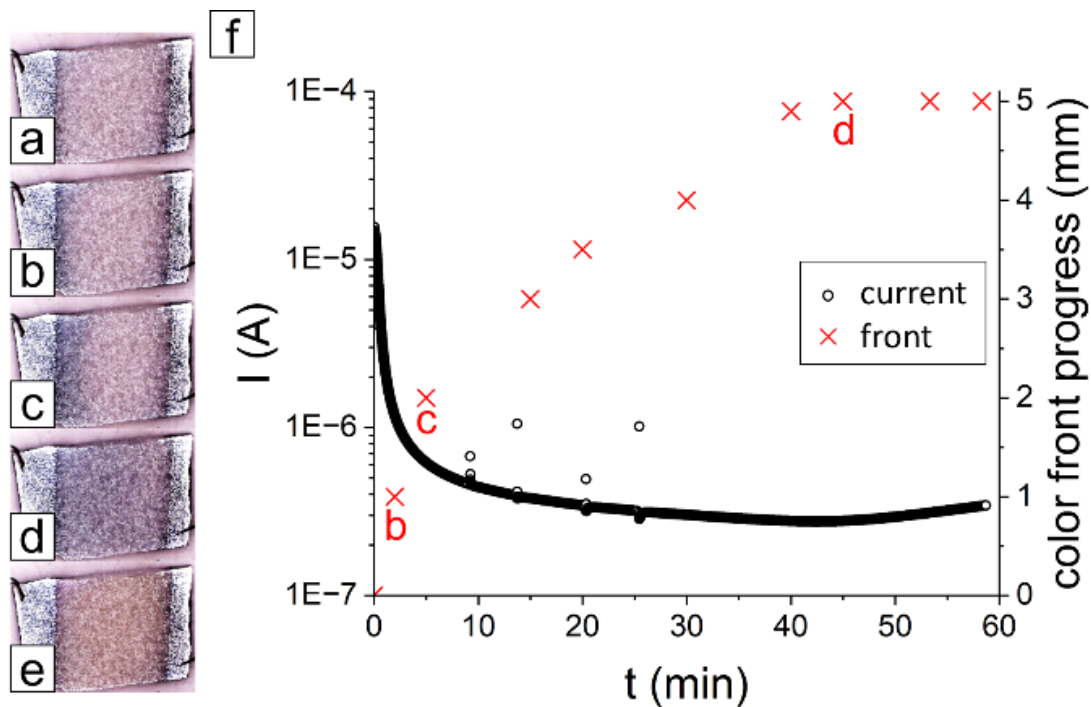 a
b
c
d
e
f
1E−4
1E−5
1E−6
1E−7
I (A)
0
10
20
30
40
50
60
t (min)
5
4
3
2
1
0
color front progress (mm)
current
front
b
c
d